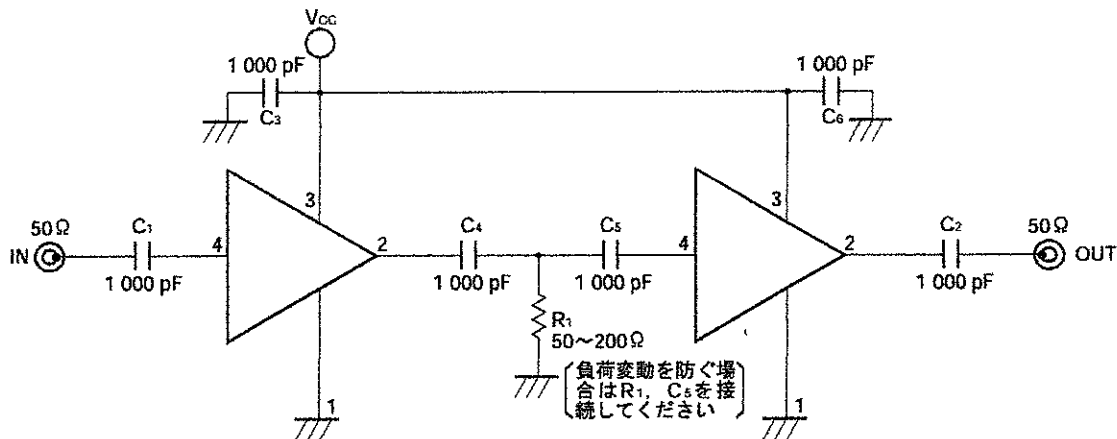 VCC
1 000 pF
C3
1 000 pF
C6
50Ω
IN
C1
1 000 pF
4
3
2
1
C4
1 000 pF
C5
1 000 pF
R1
50～200Ω
負荷変動を防ぐ場
合はR1, C5を接
続してください
4
3
2
1
C2
1 000 pF
50Ω
OUT